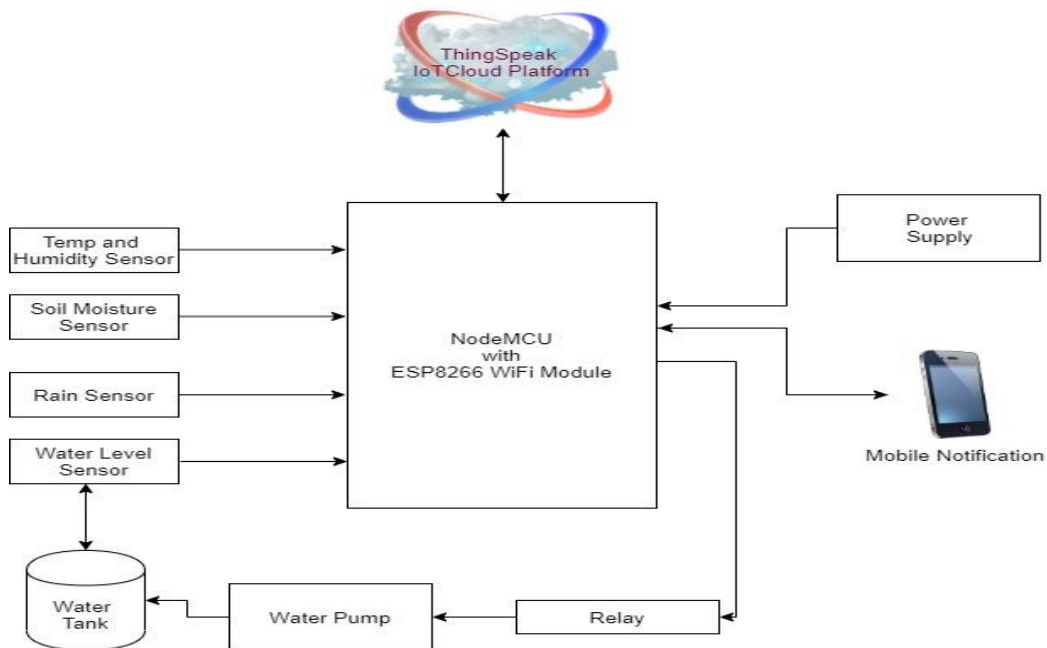 ThingSpeak
IoTCloud Platform
Temp and
Humidity Sensor
Soil Moisture
Sensor
Rain Sensor
Water Level
Sensor
NodeMCU
with
ESP8266 WiFi Module
Power
Supply
Mobile Notification
Water
Tank
Water Pump
Relay